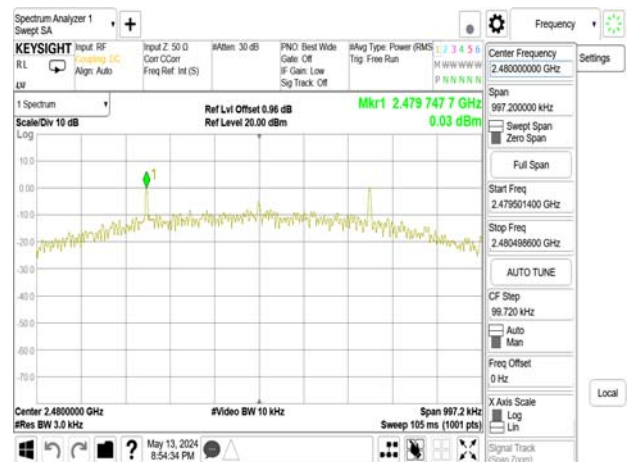 Spectrum Analyzer 1
Swept SA
Frequency
KEYSIGHT
RL
Input: RF
Coupling: DC
Align: Auto
Input Z: 50 Ω
Corr CCorr
Freq Ref: Int (S)
#Atten: 30 dB
PNO: Best Wide
Gate: Off
IF Gain: Low
Sig Track: Off
#Avg Type: Power (RMS
Trig: Free Run
1 2 3 4 5 6
M W W W W W
P N N N N N
LXI
1 Spectrum
Scale/Div 10 dB
Log
Ref Lvl Offset 0.96 dB
Ref Level 20.00 dBm
Mkr1 2.479 747 7 GHz
0.03 dBm
1
10.0
0.00
-10.0
-20.0
-30.0
-40.0
-50.0
-60.0
-70.0
Center 2.4800000 GHz
#Res BW 3.0 kHz
#Video BW 10 kHz
Span 997.2 kHz
Sweep 105 ms (1001 pts)
May 13, 2024
8:54:34 PM
Center Frequency
2.480000000 GHz
Settings
Span
997.200000 kHz
Swept Span
Zero Span
Full Span
Start Freq
2.479501400 GHz
Stop Freq
2.480498600 GHz
AUTO TUNE
CF Step
99.720 kHz
Auto
Man
Freq Offset
0 Hz
X Axis Scale
Log
Lin
Local
Signal Track
(Span Zoom)